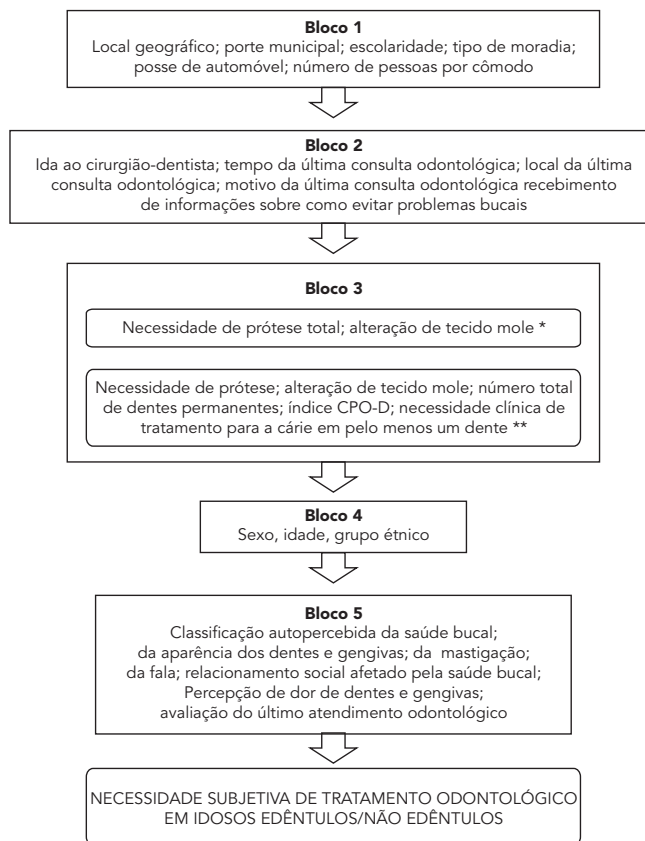 Bloco 1
Local geográfico; porte municipal; escolaridade; tipo de moradia;
posse de automóvel; número de pessoas por cômodo
Bloco 2
Ida ao cirurgião-dentista; tempo da última consulta odontológica; local da última
consulta odontológica; motivo da última consulta odontológica recebimento
de informações sobre como evitar problemas bucais
Bloco 3
Necessidade de prótese total; alteração de tecido mole *
Necessidade de prótese; alteração de tecido mole; número total
de dentes permanentes; índice CPO-D; necessidade clínica de
tratamento para a cárie em pelo menos um dente **
Bloco 4
Sexo, idade, grupo étnico
Bloco 5
Classificação autopercebida da saúde bucal;
da aparência dos dentes e gengivas; da mastigação;
da fala; relacionamento social afetado pela saúde bucal;
Percepção de dor de dentes e gengivas;
avaliação do último atendimento odontológico
NECESSIDADE SUBJETIVA DE TRATAMENTO ODONTOLÓGICO
EM IDOSOS EDÊNTULOS/NÃO EDÊNTULOS